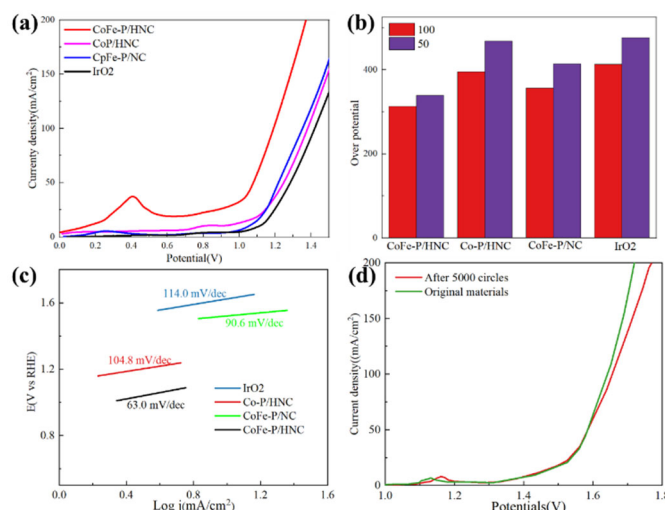 (a)
200
150
100
50
0
Currenty density(mA/cm²)
CoFe-P/HNC
CoP/HNC
CpFe-P/NC
IrO2
0.0 0.2 0.4 0.6 0.8 1.0 1.2 1.4
Potential(V)
(b)
100
50
400
200
0
Over potential
CoFe-P/HNC Co-P/HNC CoFe-P/NC IrO2
(c)
1.6
1.2
0.9
0.6
E(V vs RHE)
114.0 mV/dec
90.6 mV/dec
104.8 mV/dec
63.0 mV/dec
IrO2
Co-P/HNC
CoFe-P/NC
CoFe-P/HNC
0.0 0.4 0.8 1.2 1.6
Log j(mA/cm²)
(d)
200
150
100
50
0
Current density((mA/cm²)
After 5000 circles
Original materials
1.0 1.2 1.4 1.6 1.8
Potentials(V)